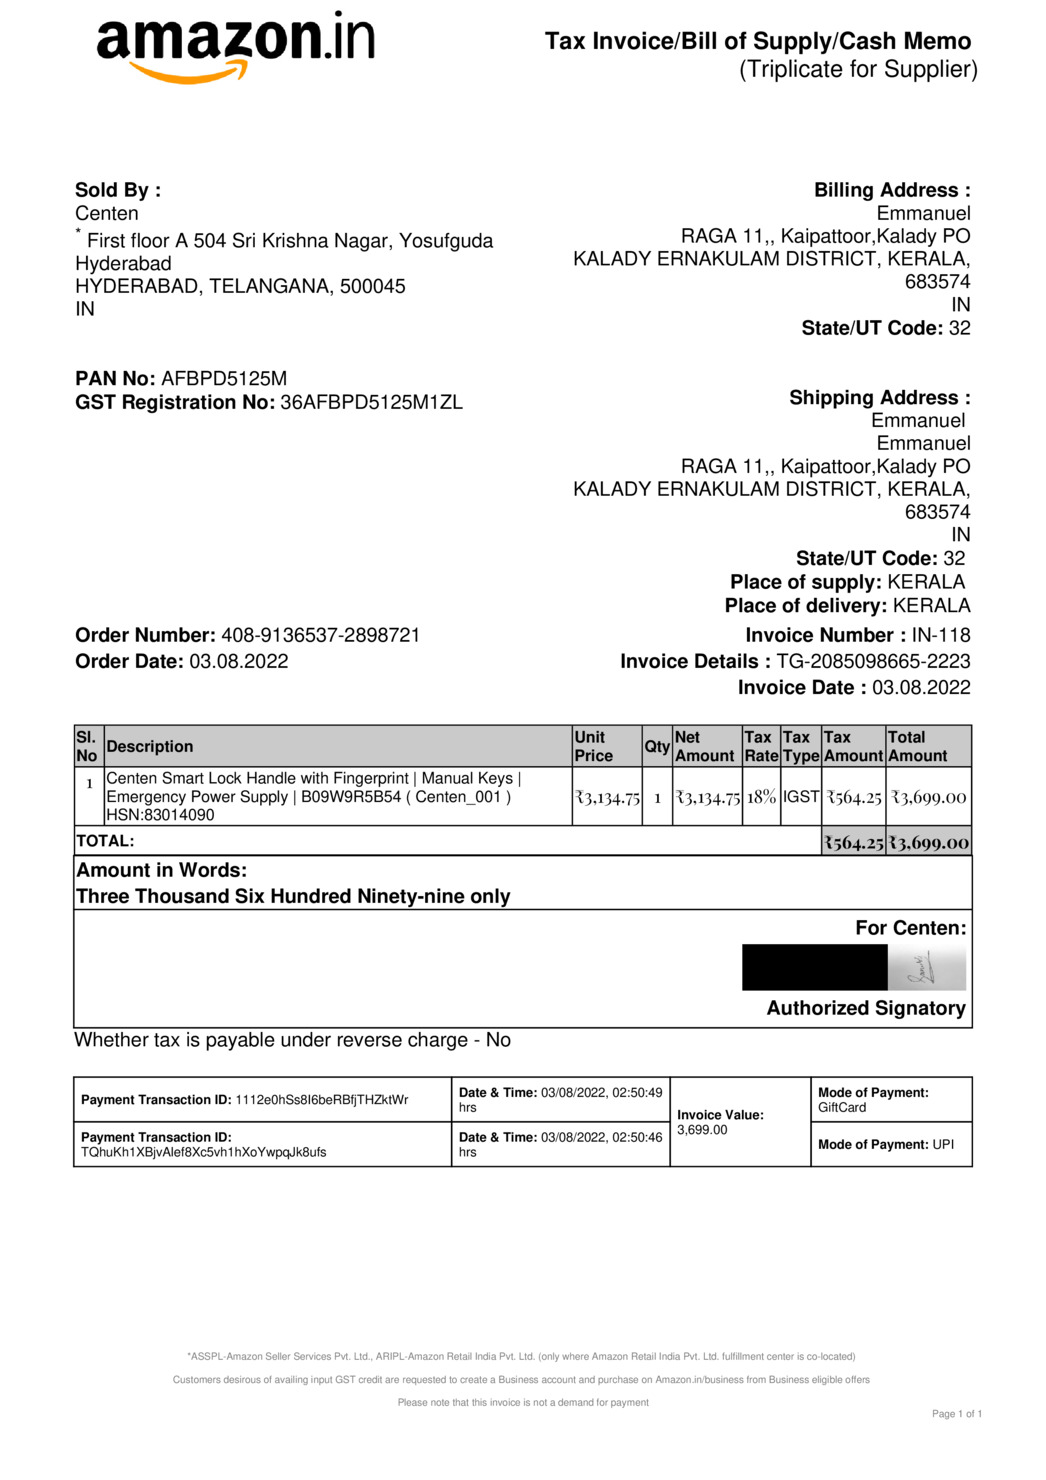 amazon.in
Tax Invoice/Bill of Supply/Cash Memo
(Triplicate for Supplier)
Sold By :
Centen
* First floor A 504 Sri Krishna Nagar, Yosufguda
Hyderabad
HYDERABAD, TELANGANA, 500045
IN
Billing Address :
Emmanuel
RAGA 11,, Kaipattoor,Kalady PO
KALADY ERNAKULAM DISTRICT, KERALA,
683574
IN
State/UT Code: 32
PAN No: AFBPD5125M
GST Registration No: 36AFBPD5125M1ZL
Shipping Address :
Emmanuel
Emmanuel
RAGA 11,, Kaipattoor,Kalady PO
KALADY ERNAKULAM DISTRICT, KERALA,
683574
IN
State/UT Code: 32
Place of supply: KERALA
Place of delivery: KERALA
Order Number: 408-9136537-2898721
Order Date: 03.08.2022
Invoice Number : IN-118
Invoice Details : TG-2085098665-2223
Invoice Date : 03.08.2022
Sl. No Description Unit Price Qty Net Amount Tax Rate Tax Type Tax Amount Total Amount
1 Centen Smart Lock Handle with Fingerprint | Manual Keys |
Emergency Power Supply | B09W9R5B54 ( Centen_001 ) ₹3,134.75 1 ₹3,134.75 18% IGST ₹564.25 ₹3,699.00
HSN:83014090
TOTAL: ₹564.25 ₹3,699.00
Amount in Words:
Three Thousand Six Hundred Ninety-nine only
For Centen:
Authorized Signatory
Whether tax is payable under reverse charge - No
Payment Transaction ID: 1112e0hSs8I6beRBfjTHZktWr
Date & Time: 03/08/2022, 02:50:49
hrs
Invoice Value:
3,699.00
Mode of Payment:
GiftCard
Payment Transaction ID:
TQhuKh1XBjvAlef8Xc5vh1hXoYwpqJk8ufs
Date & Time: 03/08/2022, 02:50:46
hrs
Mode of Payment: UPI
*ASSPL-Amazon Seller Services Pvt. Ltd., ARIPL-Amazon Retail India Pvt. Ltd. (only where Amazon Retail India Pvt. Ltd. fulfillment center is co-located)
Customers desirous of availing input GST credit are requested to create a Business account and purchase on Amazon.in/business from Business eligible offers
Please note that this invoice is not a demand for payment
Page 1 of 1